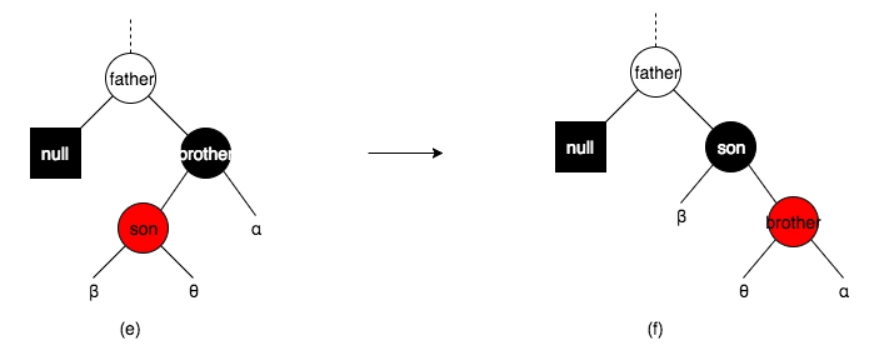 father
father
null
brother
null
son
son
α
β
brother
β
θ
θ
α
(e)
(f)